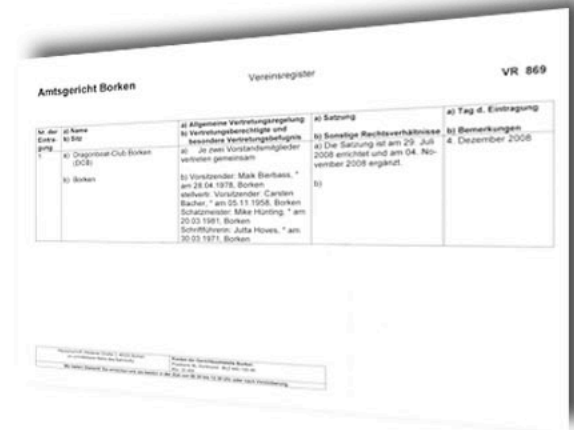 Amtsgericht Borken
Vereinsregister
VR 869
Nr. der
Eintra-
gung
a) Name
b) Sitz
a) Allgemeine Vertretungsregelung
b) Vertretungsberechtigte und
besondere Vertretungsbefugnis
a) Satzung
b) Sonstige Rechtsverhältnisse
a) Tag d. Eintragung
b) Bemerkungen
1
a) Dragonboat-Club Borken
(DCB)
b) Borken
a) Je zwei Vorstandsmitglieder
vertreten gemeinsam
b) Vorsitzender: Maik Bierbass, *
am 28.04.1978, Borken
stellvertr. Vorsitzender: Carsten
Bacher, * am 05.11.1958, Borken
Schatzmeister: Mike Hünting, * am
20.03.1981, Borken
Schriftführerin: Jutta Hoves, * am
30.03.1971, Borken
a) Die Satzung ist am 29. Juli
2008 errichtet und am 04. No-
vember 2008 ergänzt.
b)
4. Dezember 2008